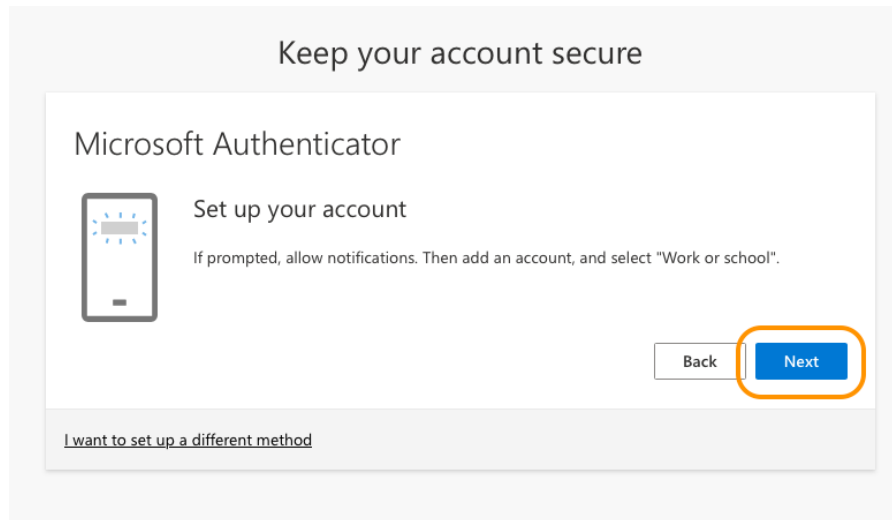 Keep your account secure
Microsoft Authenticator
Set up your account
If prompted, allow notifications. Then add an account, and select "Work or school".
Back
Next
I want to set up a different method